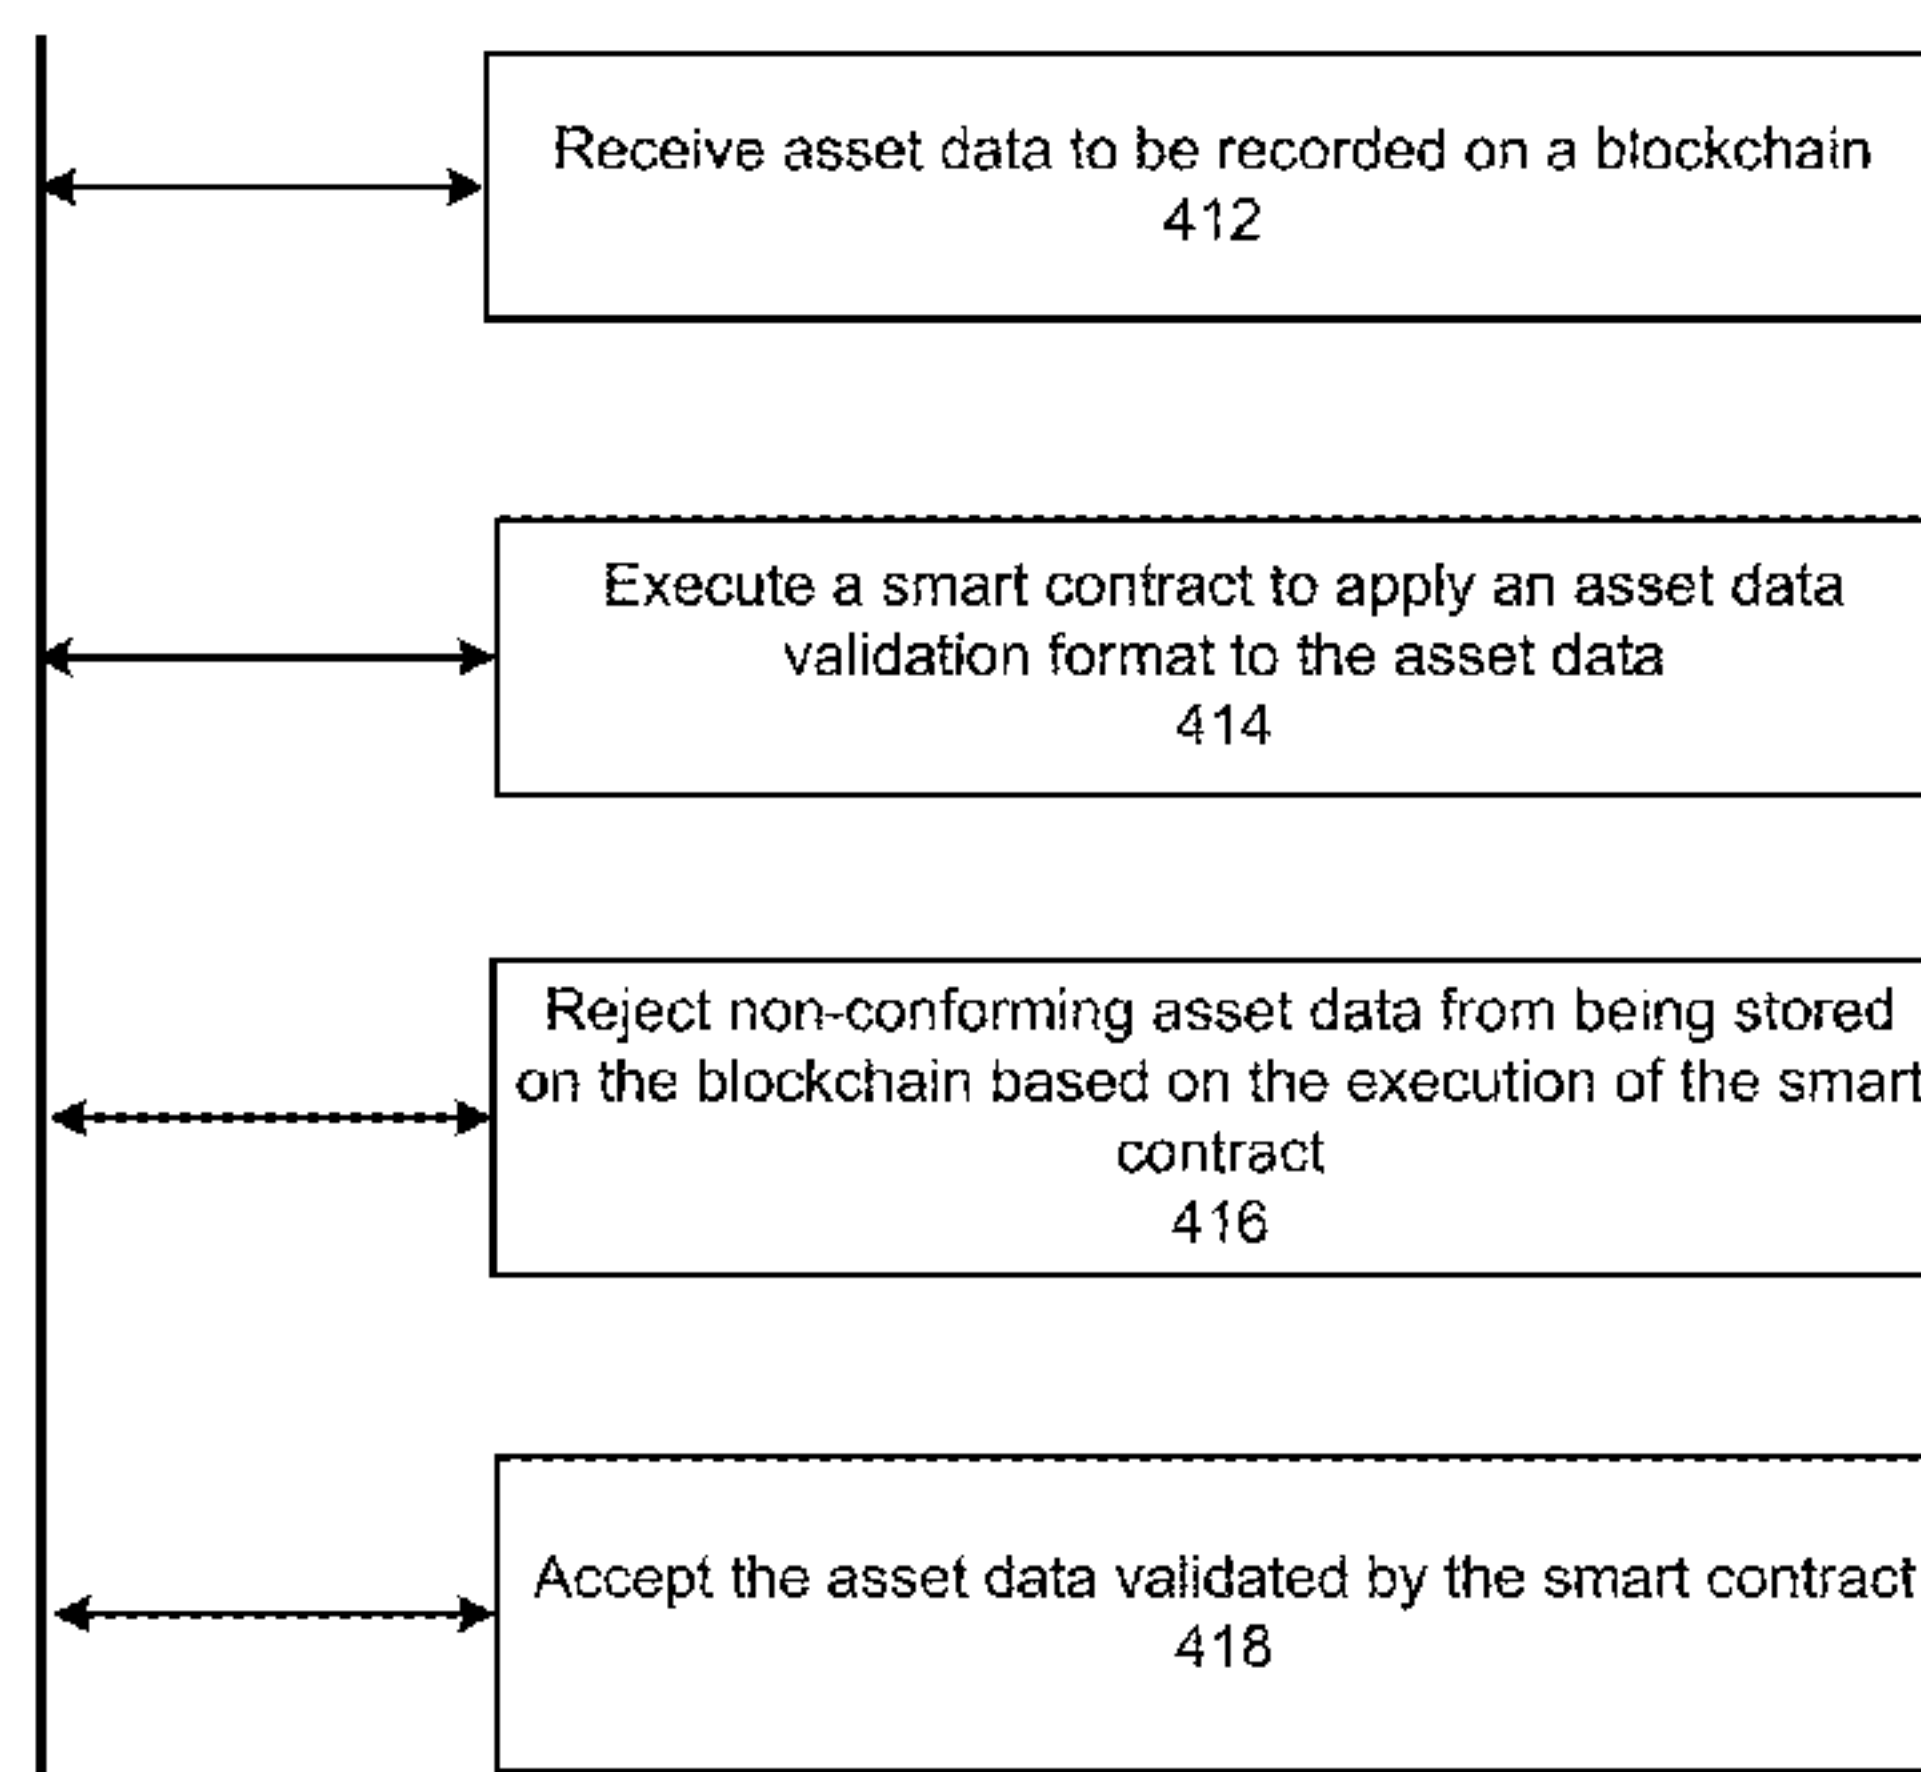 Receive asset data to be recorded on a blockchain
412
Execute a smart contract to apply an asset data
validation format to the asset data
414
Reject non-conforming asset data from being stored
on the blockchain based on the execution of the smart
contract
416
Accept the asset data validated by the smart contract
418